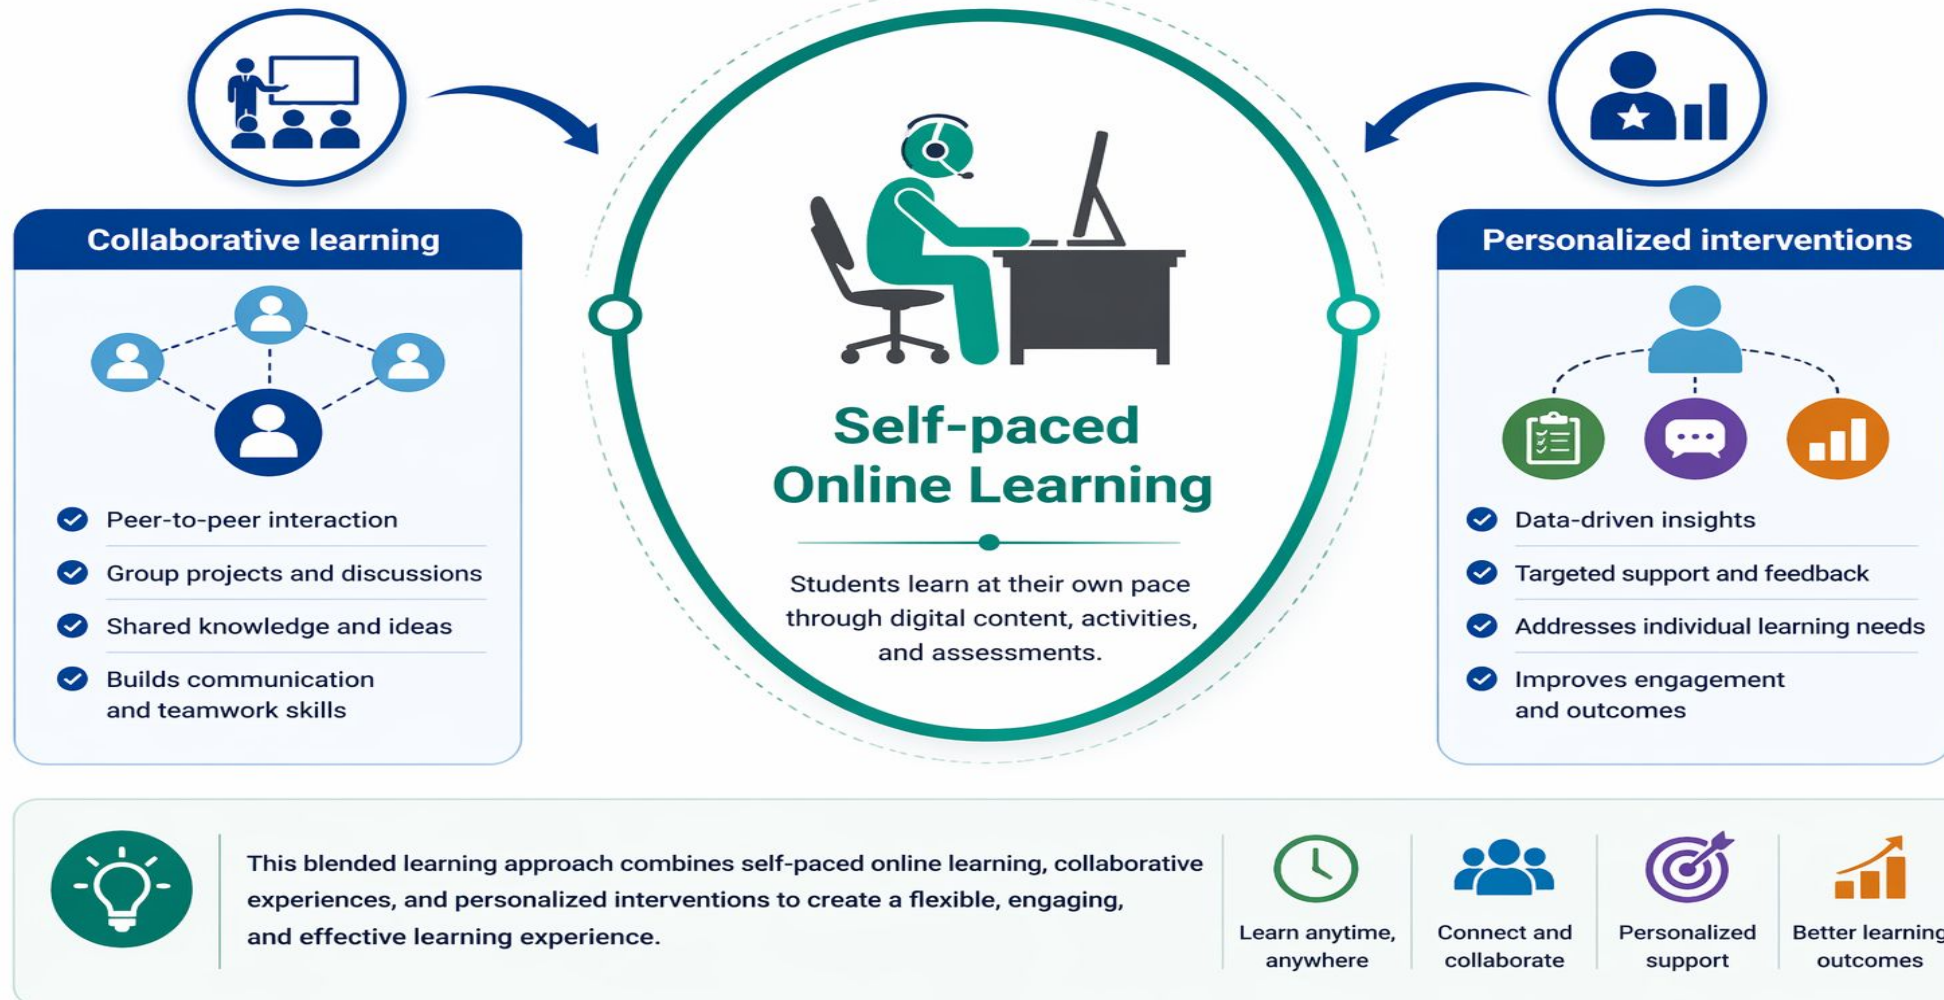 Collaborative learning
Peer-to-peer interaction
Group projects and discussions
Shared knowledge and ideas
Builds communication
and teamwork skills
Self-paced
Online Learning
Students learn at their own pace
through digital content, activities,
and assessments.
Personalized interventions
Data-driven insights
Targeted support and feedback
Addresses individual learning needs
Improves engagement
and outcomes
This blended learning approach combines self-paced online learning, collaborative
experiences, and personalized interventions to create a flexible, engaging,
and effective learning experience.
Learn anytime,
anywhere
Connect and
collaborate
Personalized
support
Better learning
outcomes